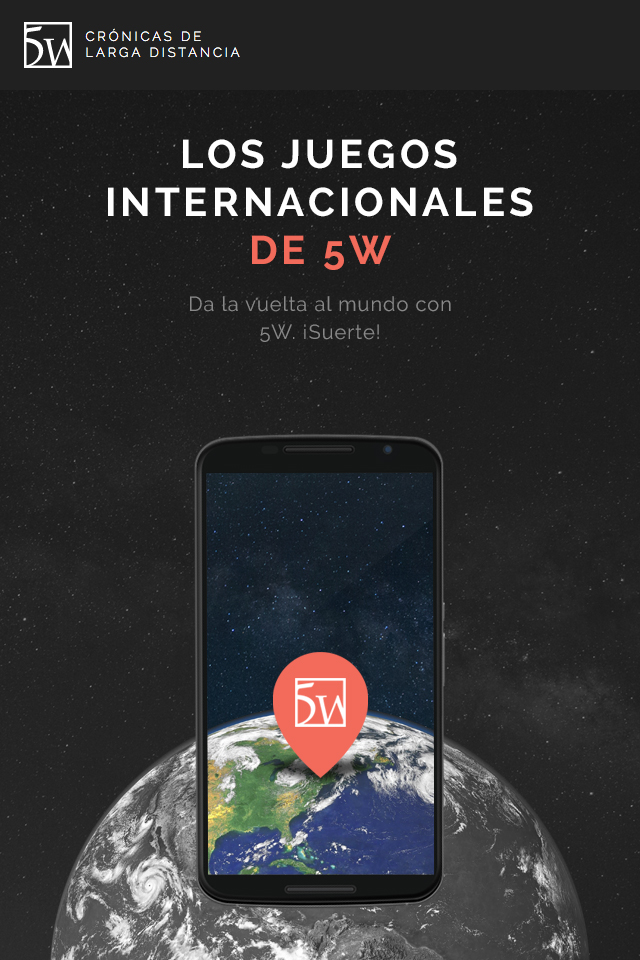 5W
CRÓNICAS DE
LARGA DISTANCIA
LOS JUEGOS
INTERNACIONALES
DE 5W
Da la vuelta al mundo con
5W. ¡Suerte!
5W